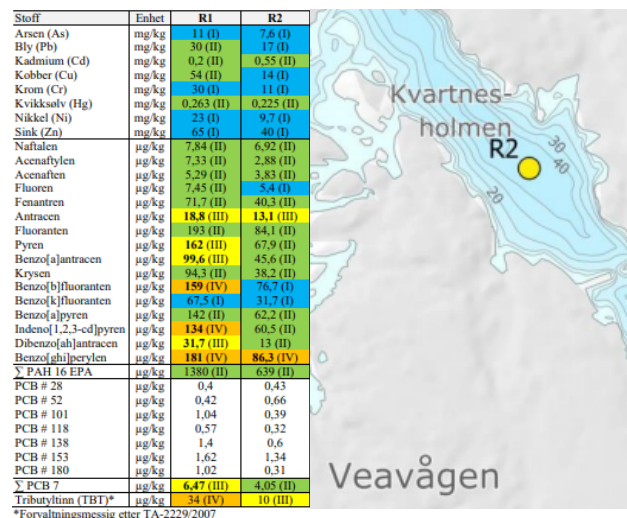 Stoff Enhet R1 R2
Arsen (As) mg/kg 11 (I) 7,6 (I)
Bly (Pb) mg/kg 30 (II) 17 (I)
Kadmium (Cd) mg/kg 0,2 (II) 0,55 (II)
Kobber (Cu) mg/kg 54 (II) 14 (I)
Krom (Cr) mg/kg 30 (I) 11 (I)
Kvikksølv (Hg) mg/kg 0,263 (II) 0,225 (II)
Nikkel (Ni) mg/kg 23 (I) 9,7 (I)
Sink (Zn) mg/kg 65 (I) 40 (I)
Naftalen µg/kg 7,84 (II) 6,92 (II)
Acenaftylen µg/kg 7,33 (II) 2,88 (II)
Acenaften µg/kg 5,29 (II) 3,83 (II)
Fluoren µg/kg 7,45 (II) 5,4 (I)
Fenantren µg/kg 71,7 (II) 40,3 (II)
Antracen µg/kg 18,8 (III) 13,1 (III)
Fluoranten µg/kg 193 (II) 84,1 (II)
Pyren µg/kg 162 (III) 67,9 (II)
Benzo[a]antracen µg/kg 99,6 (III) 45,6 (II)
Krysen µg/kg 94,3 (II) 38,2 (II)
Benzo[b]fluoranten µg/kg 159 (IV) 76,7 (I)
Benzo[k]fluoranten µg/kg 67,5 (I) 31,7 (I)
Benzo[a]pyren µg/kg 142 (II) 62,2 (II)
Indeno[1,2,3-cd]pyren µg/kg 134 (IV) 60,5 (II)
Dibenzo[ah]antracen µg/kg 31,7 (III) 13 (II)
Benzo[ghi]perylen µg/kg 181 (IV) 86,3 (IV)
∑ PAH 16 EPA µg/kg 1380 (II) 639 (II)
PCB # 28 µg/kg 0,4 0,43
PCB # 52 µg/kg 0,42 0,66
PCB # 101 µg/kg 1,04 0,39
PCB # 118 µg/kg 0,57 0,32
PCB # 138 µg/kg 1,4 0,6
PCB # 153 µg/kg 1,62 1,34
PCB # 180 µg/kg 1,02 0,31
∑ PCB 7 µg/kg 6,47 (III) 4,05 (II)
Tributyltinn (TBT)* µg/kg 34 (IV) 10 (III)
*Forvaltningsmessig etter TA-2229/2007
Kvartnes-
holmen
R2
30
40
20
Veavågen